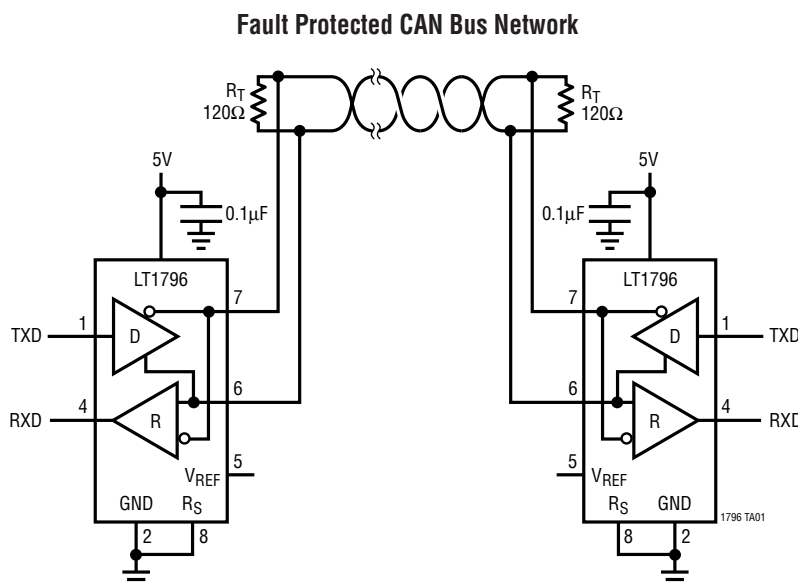 Fault Protected CAN Bus Network
RT
120Ω
RT
120Ω
5V
0.1µF
5V
0.1µF
LT1796
LT1796
7
7
TXD
1
D
D
1
TXD
6
6
RXD
4
R
R
4
RXD
5
VREF
5
VREF
GND
RS
RS
GND
1796 TA01
2
8
8
2